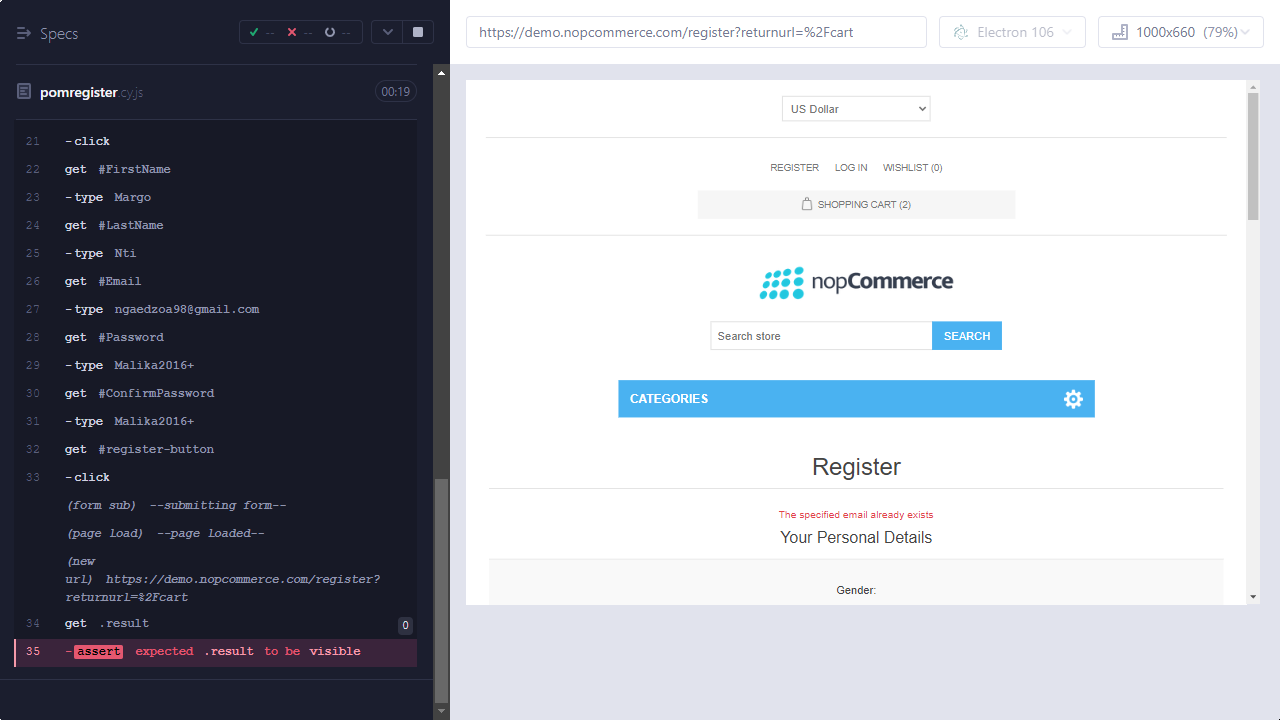 Specs
--
--
--
pomregister.cy.js
00:19
21 -click
22 get #FirstName
23 -type Margo
24 get #LastName
25 -type Nti
26 get #Email
27 -type ngaedzoa98@gmail.com
28 get #Password
29 -type Malika2016+
30 get #ConfirmPassword
31 -type Malika2016+
32 get #register-button
33 -click
(form sub) --submitting form--
(page load) --page loaded--
(new
url) https://demo.nopcommerce.com/register?
returnurl=%2Fcart
34 get .result 0
35 -assert expected .result to be visible
https://demo.nopcommerce.com/register?returnurl=%2Fcart
Electron 106
1000x660 (79%)
US Dollar
REGISTER LOG IN WISHLIST (0)
SHOPPING CART (2)
nopCommerce
Search store SEARCH
CATEGORIES
Register
The specified email already exists
Your Personal Details
Gender: